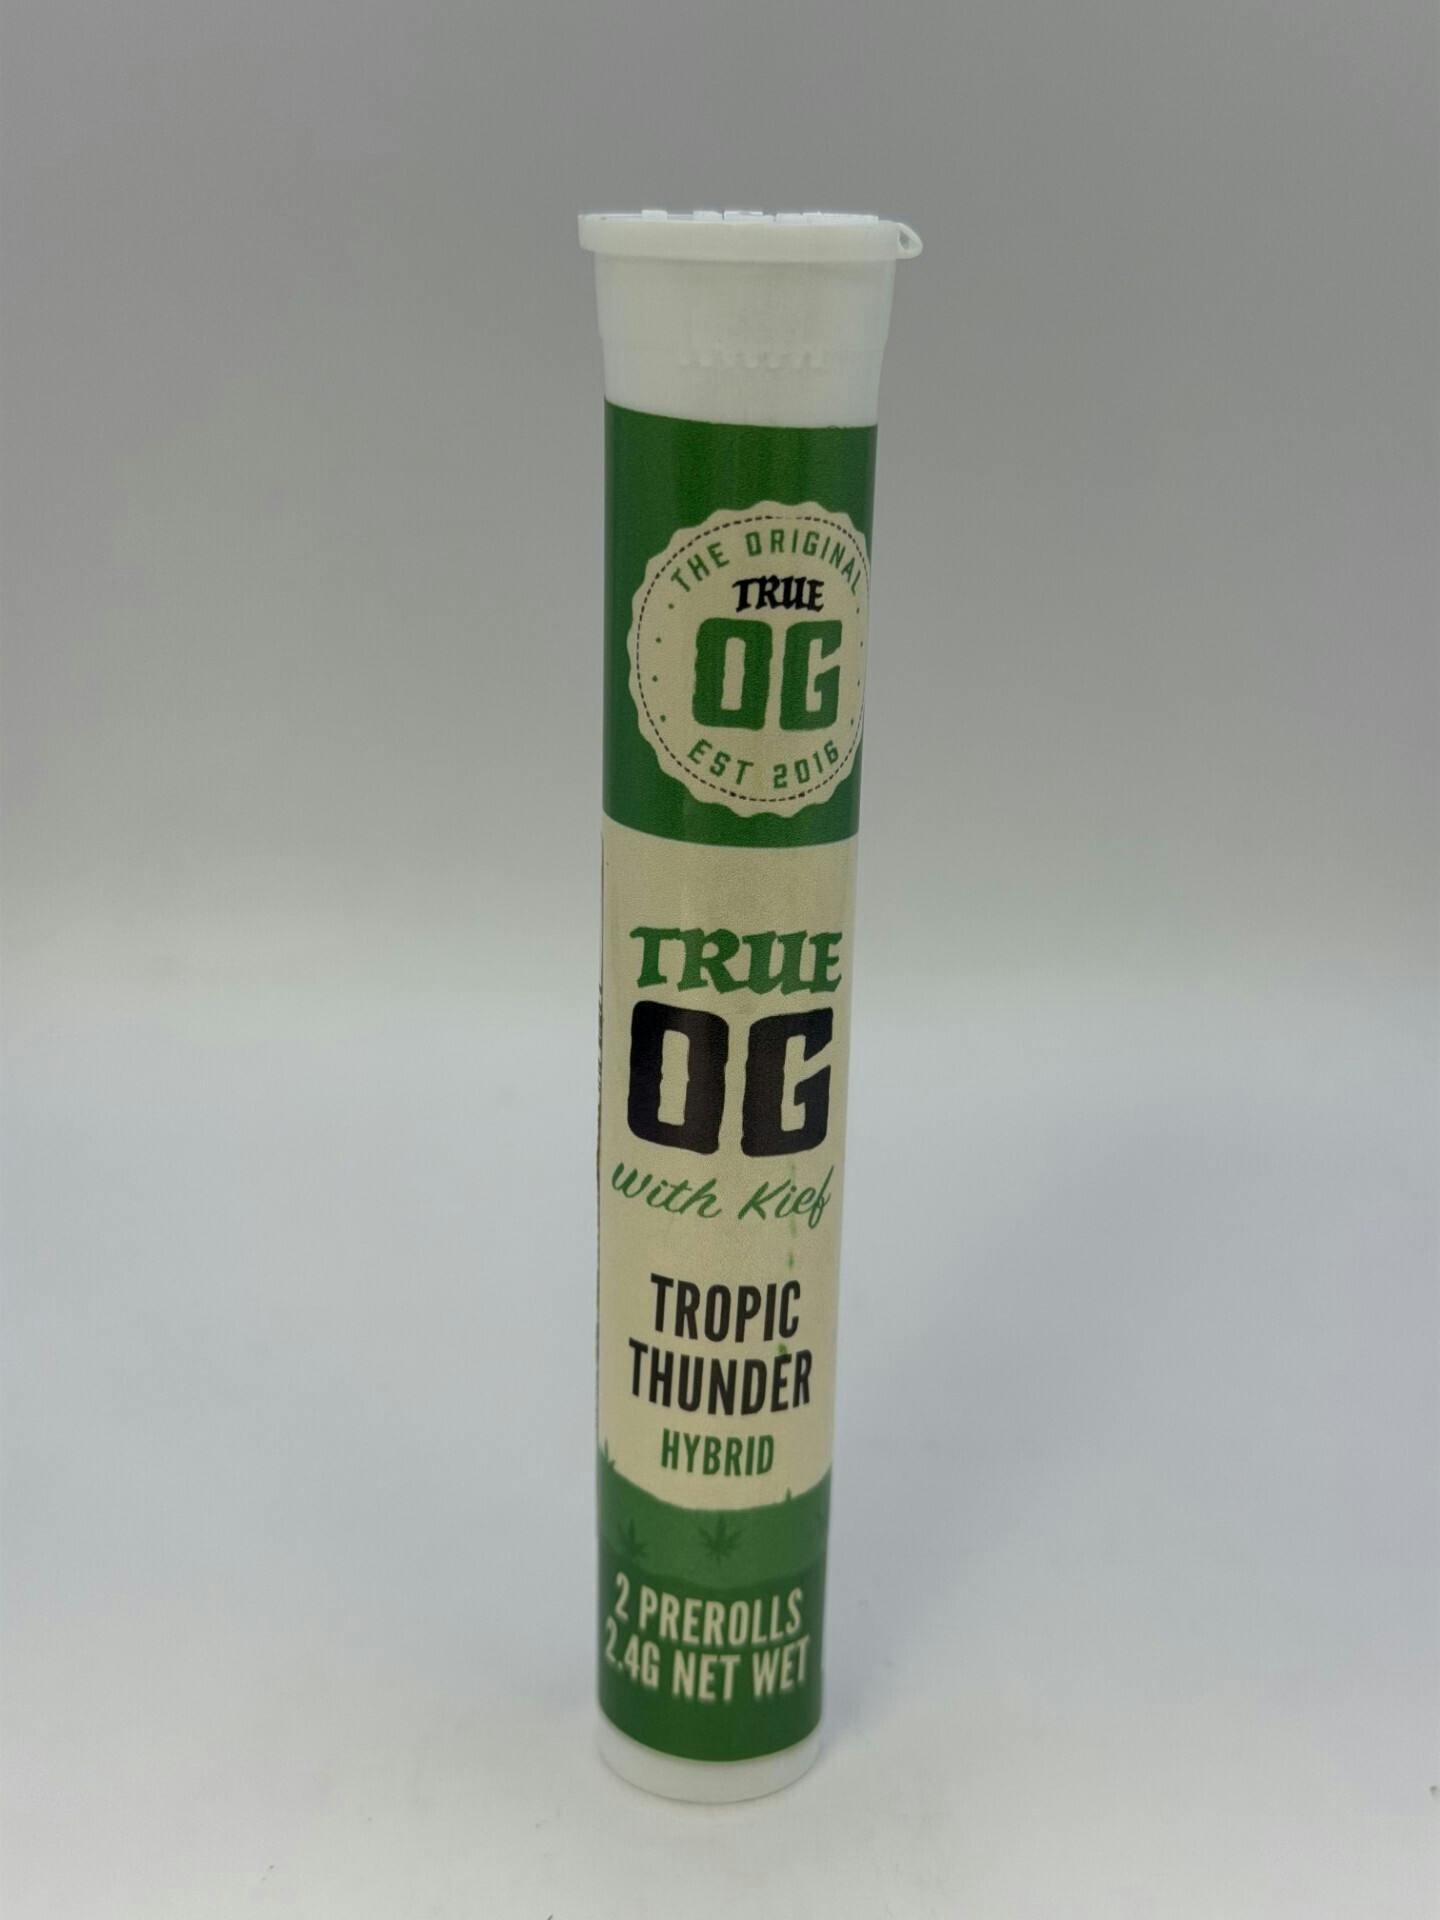 THE ORIGINAL
TRUE
OG
EST 2016
TRUE
OG
With Kief
TROPIC
THUNDER
HYBRID
2 PREROLLS
2.4G NET WET